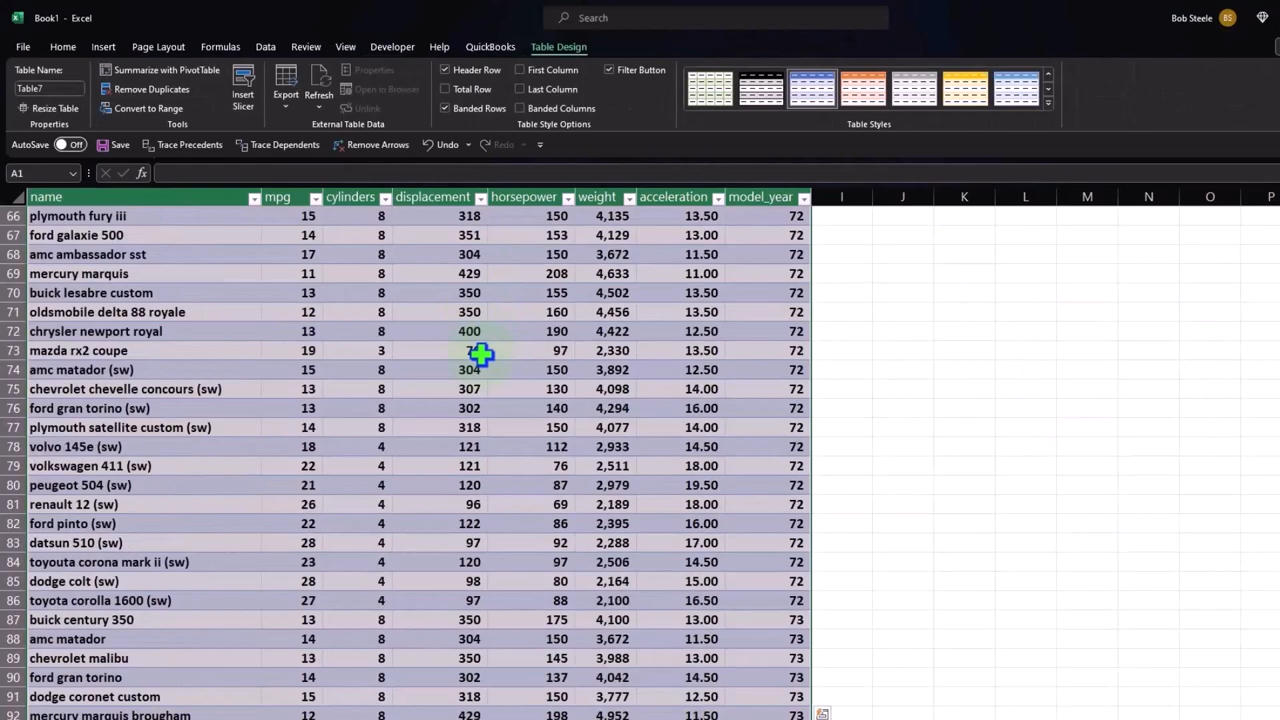 Book1 - Excel
Search
Bob Steele
BS
File Home Insert Page Layout Formulas Data Review View Developer Help QuickBooks Table Design
Table Name:
Table7
Resize Table
Properties
Summarize with PivotTable
Remove Duplicates
Convert to Range
Tools
Insert
Slicer
Export
Refresh
Properties
Open in Browser
Unlink
External Table Data
Header Row First Column Filter Button
Total Row Last Column
Banded Rows Banded Columns
Table Style Options
Table Styles
AutoSave Off Save Trace Precedents Trace Dependents Remove Arrows Undo Redo
A1 fx
name mpg cylinders displacement horsepower weight acceleration model_year I J K L M N O P
66 plymouth fury iii 15 8 318 150 4,135 13.50 72
67 ford galaxie 500 14 8 351 153 4,129 13.00 72
68 amc ambassador sst 17 8 304 150 3,672 11.50 72
69 mercury marquis 11 8 429 208 4,633 11.00 72
70 buick lesabre custom 13 8 350 155 4,502 13.50 72
71 oldsmobile delta 88 royale 12 8 350 160 4,456 13.50 72
72 chrysler newport royal 13 8 400 190 4,422 12.50 72
73 mazda rx2 coupe 19 3 97 2,330 13.50 72
74 amc matador (sw) 15 8 304 150 3,892 12.50 72
75 chevrolet chevelle concours (sw) 13 8 307 130 4,098 14.00 72
76 ford gran torino (sw) 13 8 302 140 4,294 16.00 72
77 plymouth satellite custom (sw) 14 8 318 150 4,077 14.00 72
78 volvo 145e (sw) 18 4 121 112 2,933 14.50 72
79 volkswagen 411 (sw) 22 4 121 76 2,511 18.00 72
80 peugeot 504 (sw) 21 4 120 87 2,979 19.50 72
81 renault 12 (sw) 26 4 96 69 2,189 18.00 72
82 ford pinto (sw) 22 4 122 86 2,395 16.00 72
83 datsun 510 (sw) 28 4 97 92 2,288 17.00 72
84 toyouta corona mark ii (sw) 23 4 120 97 2,506 14.50 72
85 dodge colt (sw) 28 4 98 80 2,164 15.00 72
86 toyota corolla 1600 (sw) 27 4 97 88 2,100 16.50 72
87 buick century 350 13 8 350 175 4,100 13.00 73
88 amc matador 14 8 304 150 3,672 11.50 73
89 chevrolet malibu 13 8 350 145 3,988 13.00 73
90 ford gran torino 14 8 302 137 4,042 14.50 73
91 dodge coronet custom 15 8 318 150 3,777 12.50 73
92 mercury marquis brougham 12 8 429 198 4,952 11.50 73